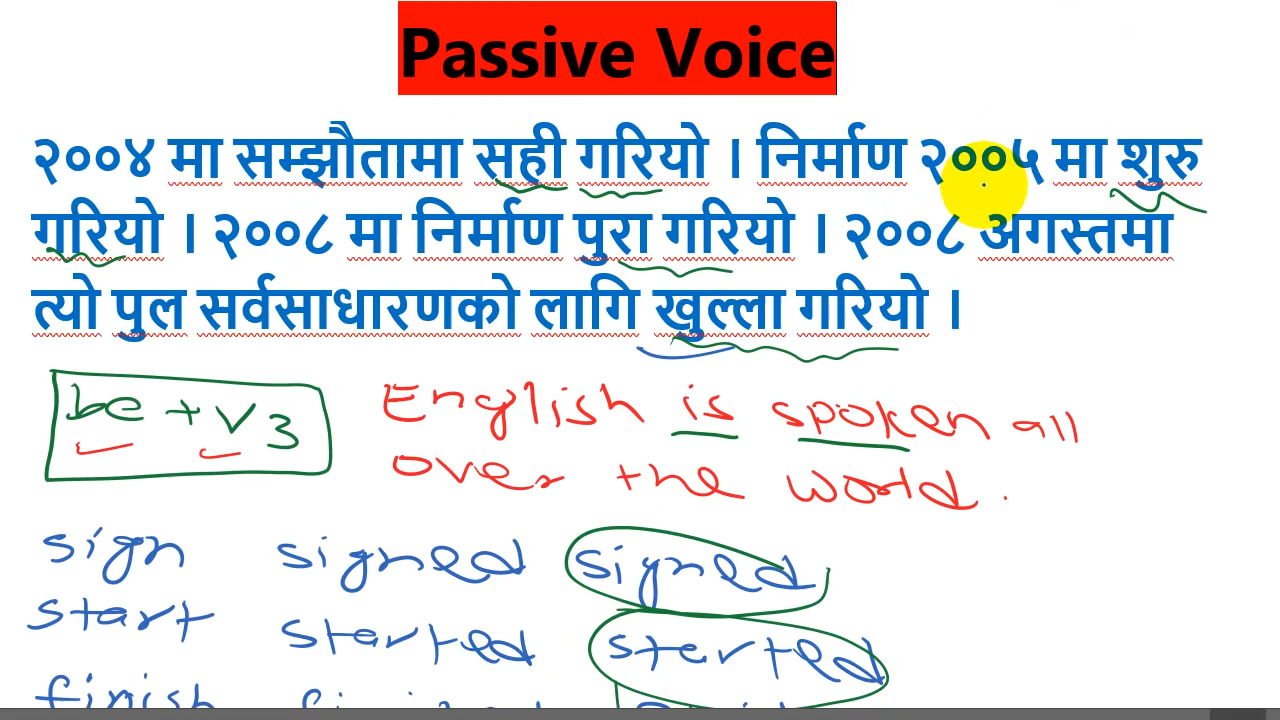 Passive Voice
२००४ मा सम्झौतामा सही गरियो । निर्माण २००५ मा शुरु
गरियो । २००८ मा निर्माण पुरा गरियो । २००८ अगस्तमा
त्यो पुल सर्वसाधारणको लागि खुल्ला गरियो ।
be + V3 English is spoken all
over the world.
sign signed signed
start started started
finish